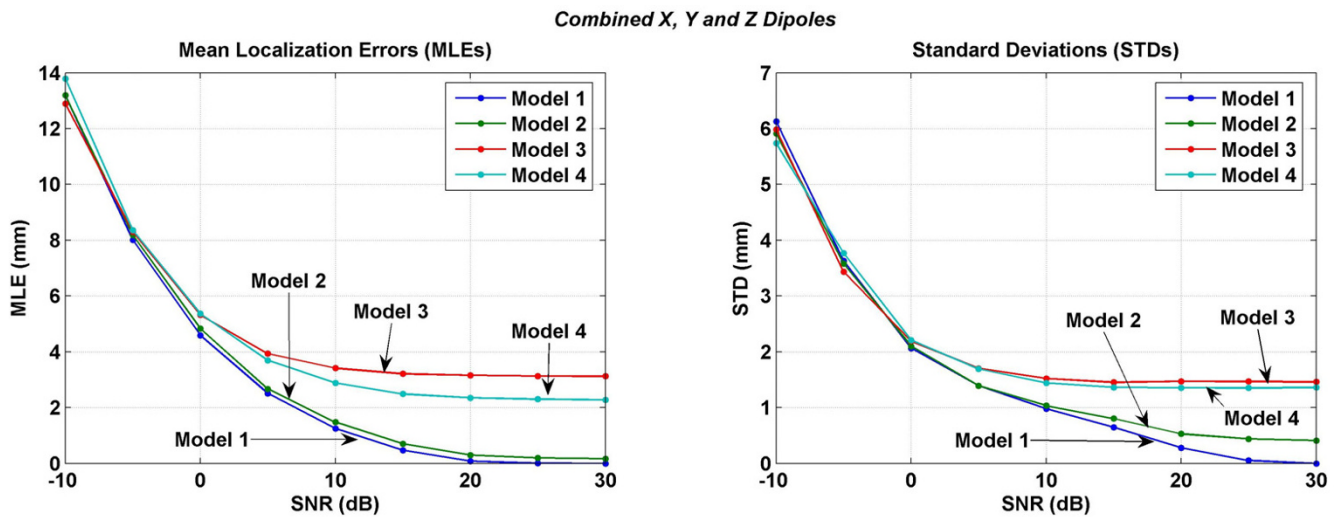 Combined X, Y and Z Dipoles
Mean Localization Errors (MLEs)
14
12
10
8
6
4
2
0
-10
0
10
20
30
MLE (mm)
SNR (dB)
Model 1
Model 2
Model 3
Model 4
Model 2
Model 3
Model 4
Model 1
Standard Deviations (STDs)
7
6
5
4
3
2
1
0
-10
0
10
20
30
STD (mm)
SNR (dB)
Model 1
Model 2
Model 3
Model 4
Model 2
Model 3
Model 4
Model 1